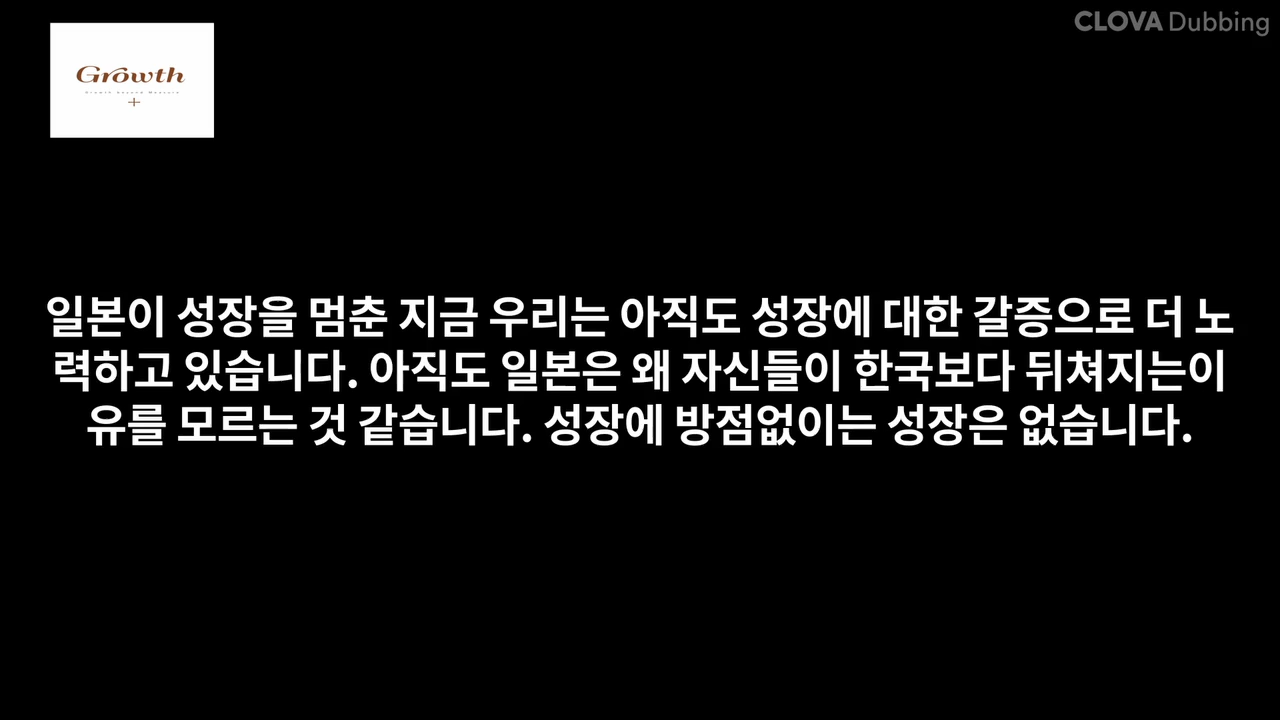 CLOVA Dubbing
Growth
일본이 성장을 멈춘 지금 우리는 아직도 성장에 대한 갈증으로 더 노
력하고 있습니다. 아직도 일본은 왜 자신들이 한국보다 뒤쳐지는이
유를 모르는 것 같습니다. 성장에 방점없이는 성장은 없습니다.